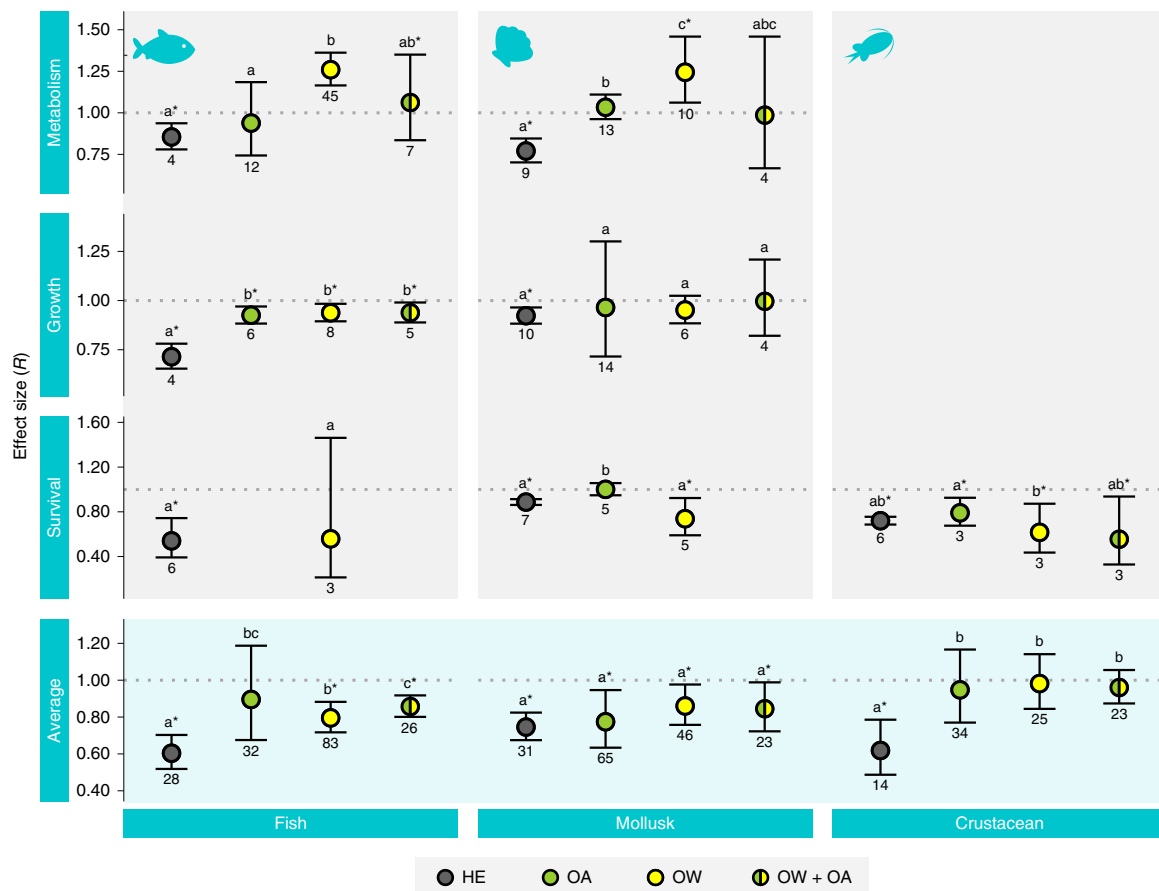 Effect size (R)
Metabolism
1.50
1.25
1.00
0.75
a*
4
a
12
b
45
ab*
7
a*
9
b
13
c*
10
abc
4
Growth
1.25
1.00
0.75
a*
4
b*
6
b*
8
b*
5
a*
10
a
14
a
6
a
4
Survival
1.60
1.20
1.00
0.80
0.40
a*
6
a
3
a*
7
b
5
a*
5
ab*
6
a*
3
b*
3
ab*
3
Average
1.20
1.00
0.80
0.60
0.40
a*
28
bc
32
b*
83
c*
26
a*
31
a*
65
a*
46
a*
23
a*
14
b
34
b
25
b
23
Fish
Mollusk
Crustacean
HE OA OW OW + OA